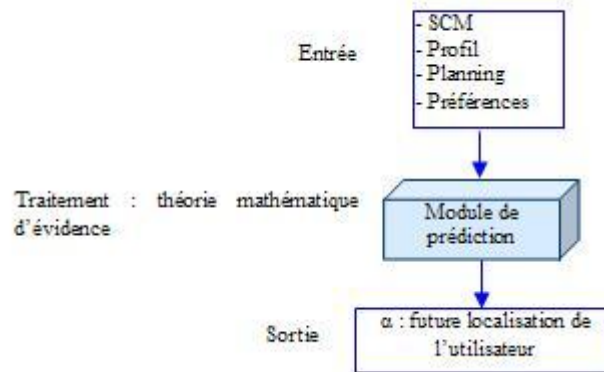 Entrée
- SCM
- Profil
- Planning
- Préférences
Traitement : théorie mathématique
d'évidence
Module de
prédiction
Sortie
α : future localisation de
l'utilisateur